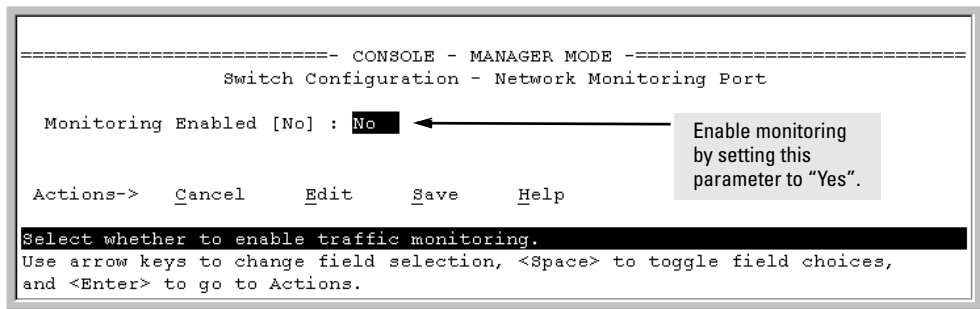 ===========================- CONSOLE - MANAGER MODE -============================
Switch Configuration - Network Monitoring Port
Monitoring Enabled [No] : No
Enable monitoring
by setting this
parameter to “Yes”.
Actions-> Cancel Edit Save Help
Select whether to enable traffic monitoring.
Use arrow keys to change field selection, <Space> to toggle field choices,
and <Enter> to go to Actions.